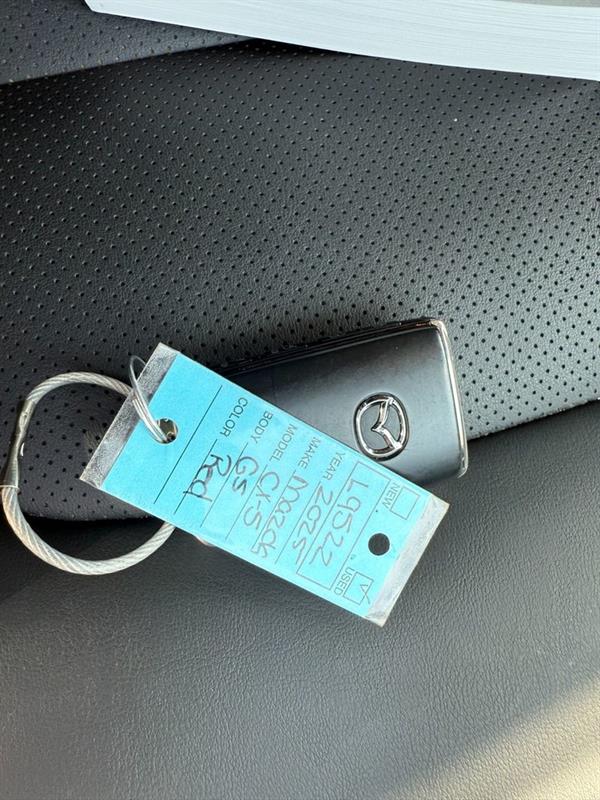 NEW
USED ✓
L9522
YEAR 2025
MAKE Mazda
MODEL CX-5
BODY GS
COLOR Red